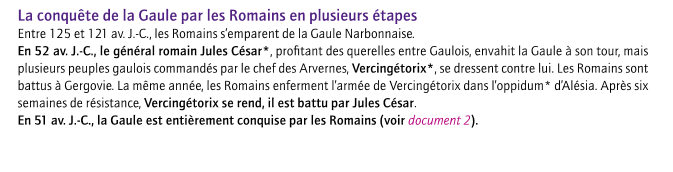 La conquête de la Gaule par les Romains en plusieurs étapes
Entre 125 et 121 av. J.-C., les Romains s'emparent de la Gaule Narbonnaise.
En 52 av. J.-C., le général romain Jules César*, profitant des querelles entre Gaulois, envahit la Gaule à son tour, mais
plusieurs peuples gaulois commandés par le chef des Arvernes, Vercingétorix*, se dressent contre lui. Les Romains sont
battus à Gergovie. La même année, les Romains enferment l'armée de Vercingétorix dans l'oppidum* d'Alésia. Après six
semaines de résistance, Vercingétorix se rend, il est battu par Jules César.
En 51 av. J.-C., la Gaule est entièrement conquise par les Romains (voir document 2).